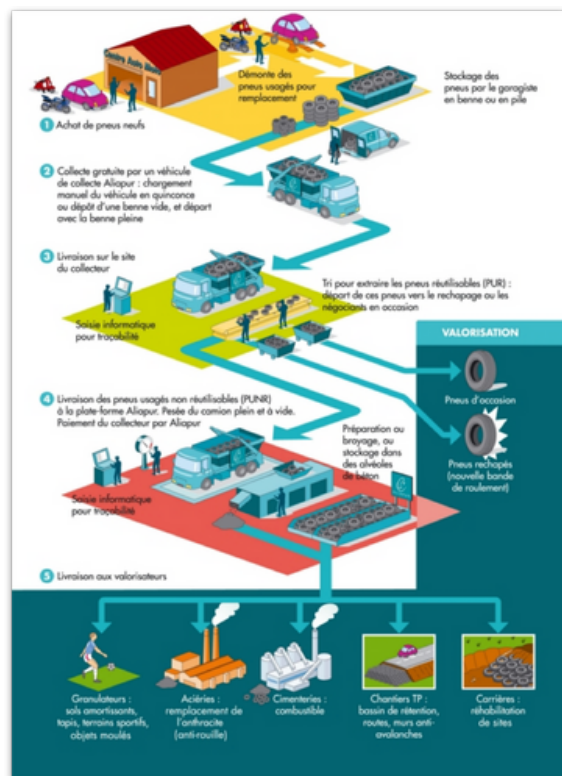 Centre Auto Moto
Démonte des
pneus usagés pour
remplacement
Stockage des
pneus par le garagiste
en benne ou en pile
1 Achat de pneus neufs
2 Collecte gratuite par un véhicule
de collecte Aliapur : chargement
manuel du véhicule en quinconce
ou dépôt d'une benne vide, et départ
avec la benne pleine
3 Livraison sur le site
du collecteur
Tri pour extraire les pneus réutilisables (PUR) :
départ de ces pneus vers le rechapage ou les
négociants en occasion
Saisie informatique
pour traçabilité
VALORISATION
Pneus d'occasion
Pneus rechapés
(nouvelle bande
de roulement)
4 Livraison des pneus usagés non réutilisables (PUNR)
à la plate-forme Aliapur. Pesée du camion plein et à vide.
Paiement du collecteur par Aliapur
Préparation ou
broyage, ou
stockage dans
des alvéoles
de béton
Saisie informatique
pour traçabilité
5 Livraison aux valorisateurs
Granulateurs :
sols amortissants,
tapis, terrains sportifs,
objets moulés
Aciéries :
remplacement de
l'anthracite
(anti-rouille)
Cimenteries :
combustible
Chantiers TP :
bassin de rétention,
routes, murs anti-
avalanches
Carrières :
réhabilitation
de sites